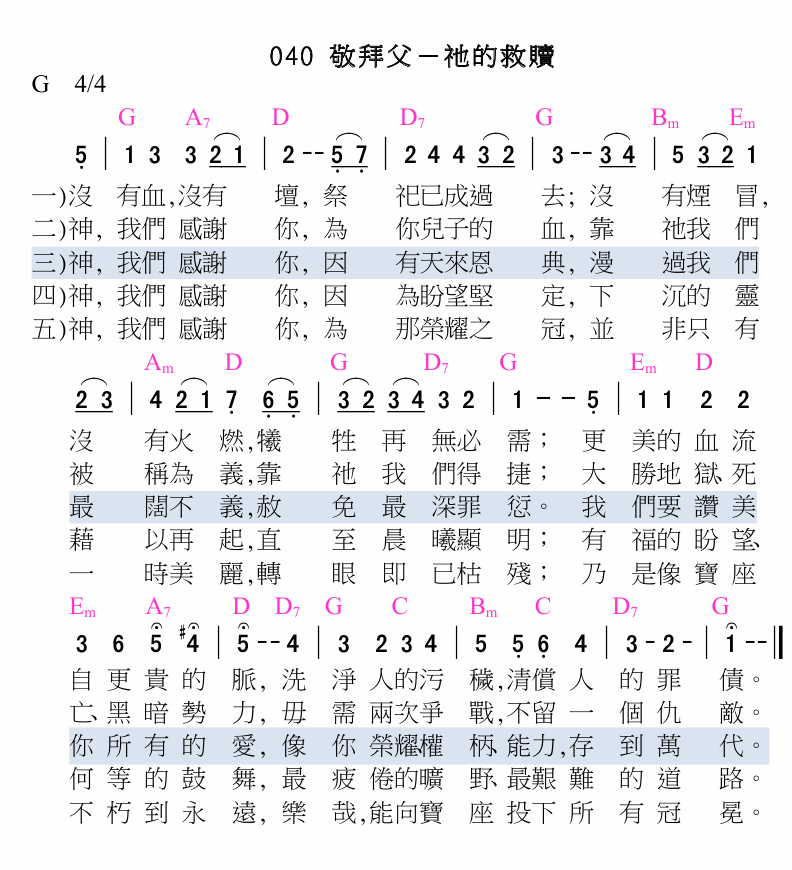 040 敬拜父－祂的救贖
G 4/4
G A7 D D7 G Bm Em
5 | 1 3 3 2 1 | 2 -- 5 7 | 2 4 4 3 2 | 3 -- 3 4 | 5 3 2 1
一)沒 有血,沒有 壇, 祭 祀已成過 去; 沒 有煙 冒,
二)神, 我們 感謝 你, 為 你兒子的 血, 靠 祂我 們
三)神, 我們 感謝 你, 因 有天來恩 典, 漫 過我 們
四)神, 我們 感謝 你, 因 為盼望堅 定, 下 沉的 靈
五)神, 我們 感謝 你, 為 那榮耀之 冠, 並 非只 有
Am D G D7 G Em D
2 3 | 4 2 1 7 6 5 | 3 2 3 4 3 2 | 1 - - 5 | 1 1 2 2
沒 有火 燃,犧 牲 再 無必 需; 更 美的 血 流
被 稱為 義,靠 祂 我 們得 捷; 大 勝地 獄、死
最 闊不 義,赦 免 最 深罪 愆。 我 們要 讚 美
藉 以再 起,直 至 晨 曦顯 明; 有 福的 盼 望、
一 時美 麗,轉 眼 即 已枯 殘; 乃 是像 寶 座
Em A7 D D7 G C Bm C D7 G
3 6 5 #4 | 5 -- 4 | 3 2 3 4 | 5 5 6 4 | 3 - 2 - | 1 -- ||
自 更 貴 的 脈, 洗 淨 人的污 穢,清償 人 的 罪 債。
亡、黑 暗 勢 力, 毋 需 兩次爭 戰,不留 一 個 仇 敵。
你 所 有 的 愛, 像 你 榮耀權 柄、能力,存 到 萬 代。
何 等 的 鼓 舞, 最 疲 倦的曠 野、最艱 難 的 道 路。
不 朽 到 永 遠, 樂 哉,能向寶 座 投下 所 有 冠 冕。